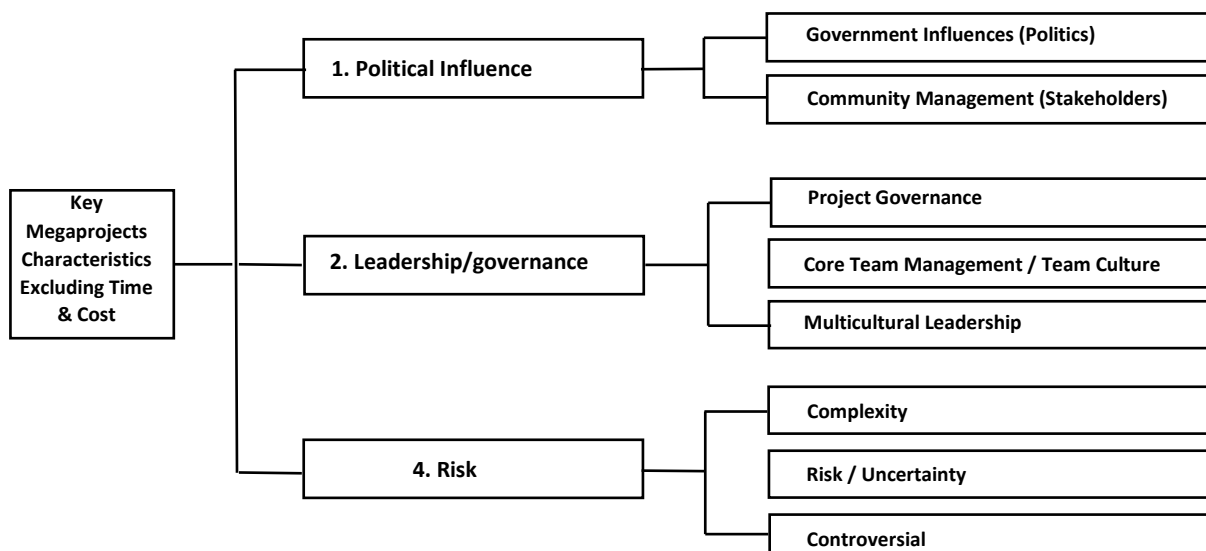 Key
Megaprojects
Characteristics
Excluding Time
& Cost
1. Political Influence
Government Influences (Politics)
Community Management (Stakeholders)
2. Leadership/governance
Project Governance
Core Team Management / Team Culture
Multicultural Leadership
4. Risk
Complexity
Risk / Uncertainty
Controversial